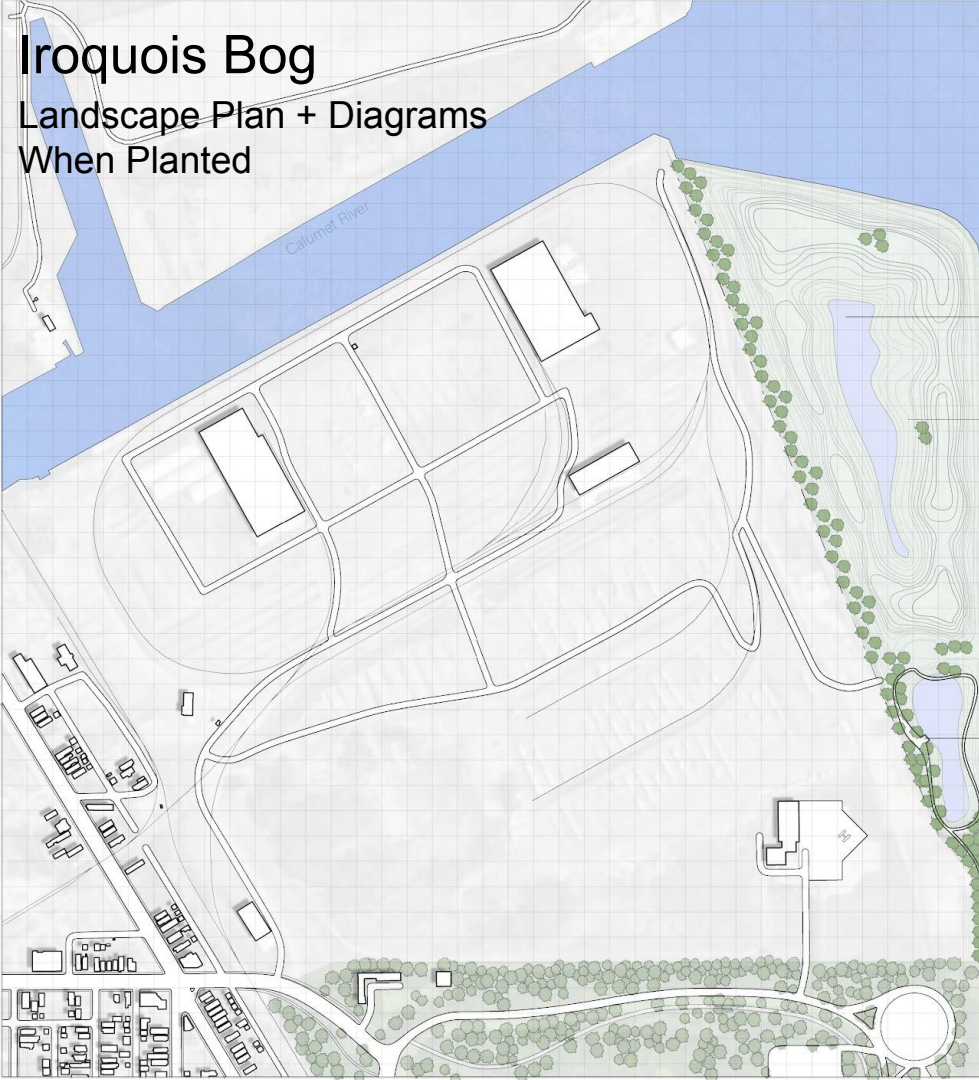 Iroquois Bog
Landscape Plan + Diagrams
When Planted
Calumet River
H